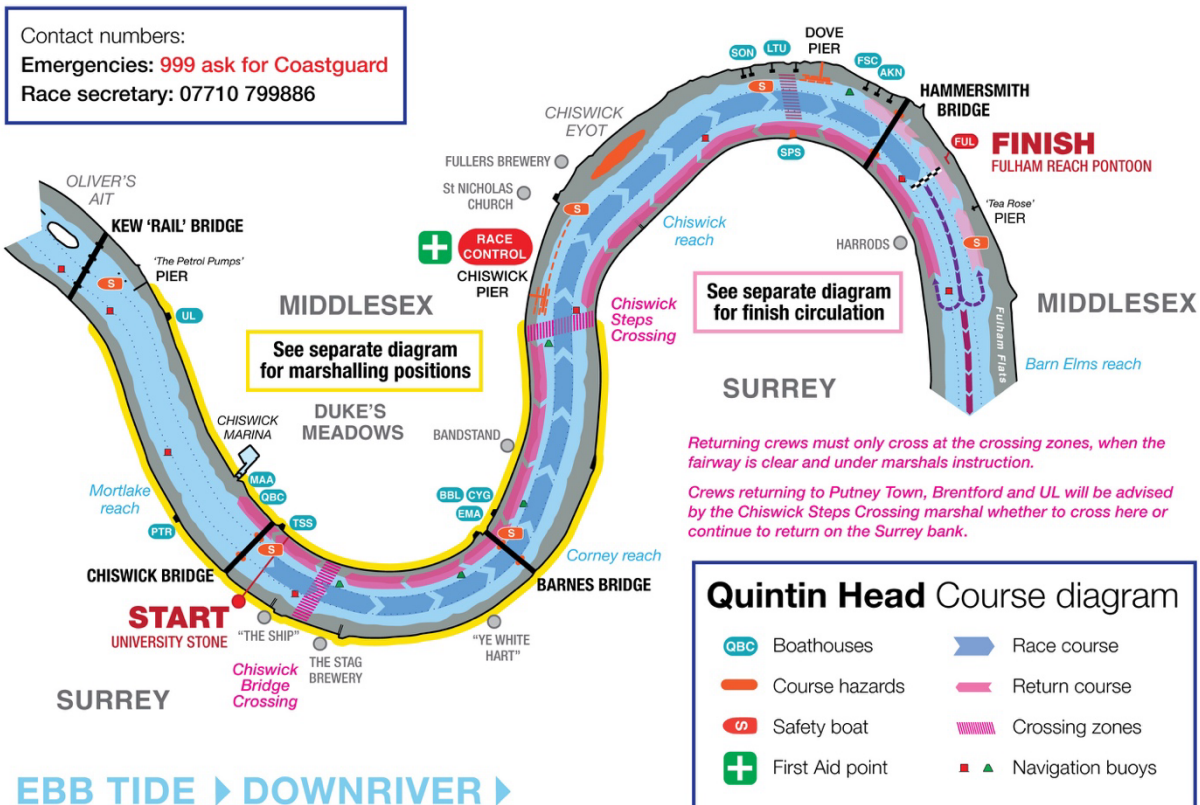 Contact numbers:
Emergencies: 999 ask for Coastguard
Race secretary: 07710 799886
OLIVER'S
AIT
KEW ‘RAIL’ BRIDGE
S
'The Petrol Pumps'
PIER
UL
MIDDLESEX
See separate diagram
for marshalling positions
DUKE'S
MEADOWS
CHISWICK
MARINA
MAA
QBC
TSS
Mortlake
reach
PTR
S
CHISWICK BRIDGE
START
UNIVERSITY STONE
"THE SHIP"
THE STAG
BREWERY
Chiswick
Bridge
Crossing
SURREY
"YE WHITE
HART"
BARNES BRIDGE
Corney reach
S
BBL
CYG
EMA
BANDSTAND
Chiswick
Steps
Crossing
RACE
CONTROL
CHISWICK
PIER
S
St NICHOLAS
CHURCH
FULLERS BREWERY
CHISWICK
EYOT
Chiswick
reach
SON
LTU
DOVE
PIER
S
SPS
FSC
AKN
HAMMERSMITH
BRIDGE
FUL
FINISH
FULHAM REACH PONTOON
'Tea Rose'
PIER
HARRODS
S
See separate diagram
for finish circulation
MIDDLESEX
Fulham Flats
Barn Elms reach
SURREY
Returning crews must only cross at the crossing zones, when the
fairway is clear and under marshals instruction.
Crews returning to Putney Town, Brentford and UL will be advised
by the Chiswick Steps Crossing marshal whether to cross here or
continue to return on the Surrey bank.
Quintin Head Course diagram
QBC Boathouses
Course hazards
S Safety boat
First Aid point
Race course
Return course
Crossing zones
Navigation buoys
EBB TIDE DOWNRIVER